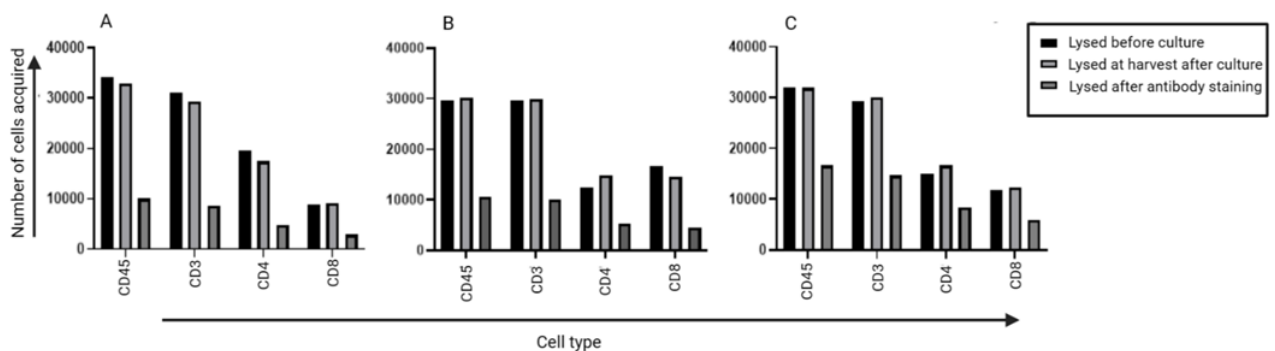 A
B
C
Lysed before culture
Lysed at harvest after culture
Lysed after antibody staining
Number of cells acquired
40000
30000
20000
10000
0
CD45
CD3
CD4
CD8
40000
30000
20000
10000
0
CD45
CD3
CD4
CD8
40000
30000
20000
10000
0
CD45
CD3
CD4
CD8
Cell type